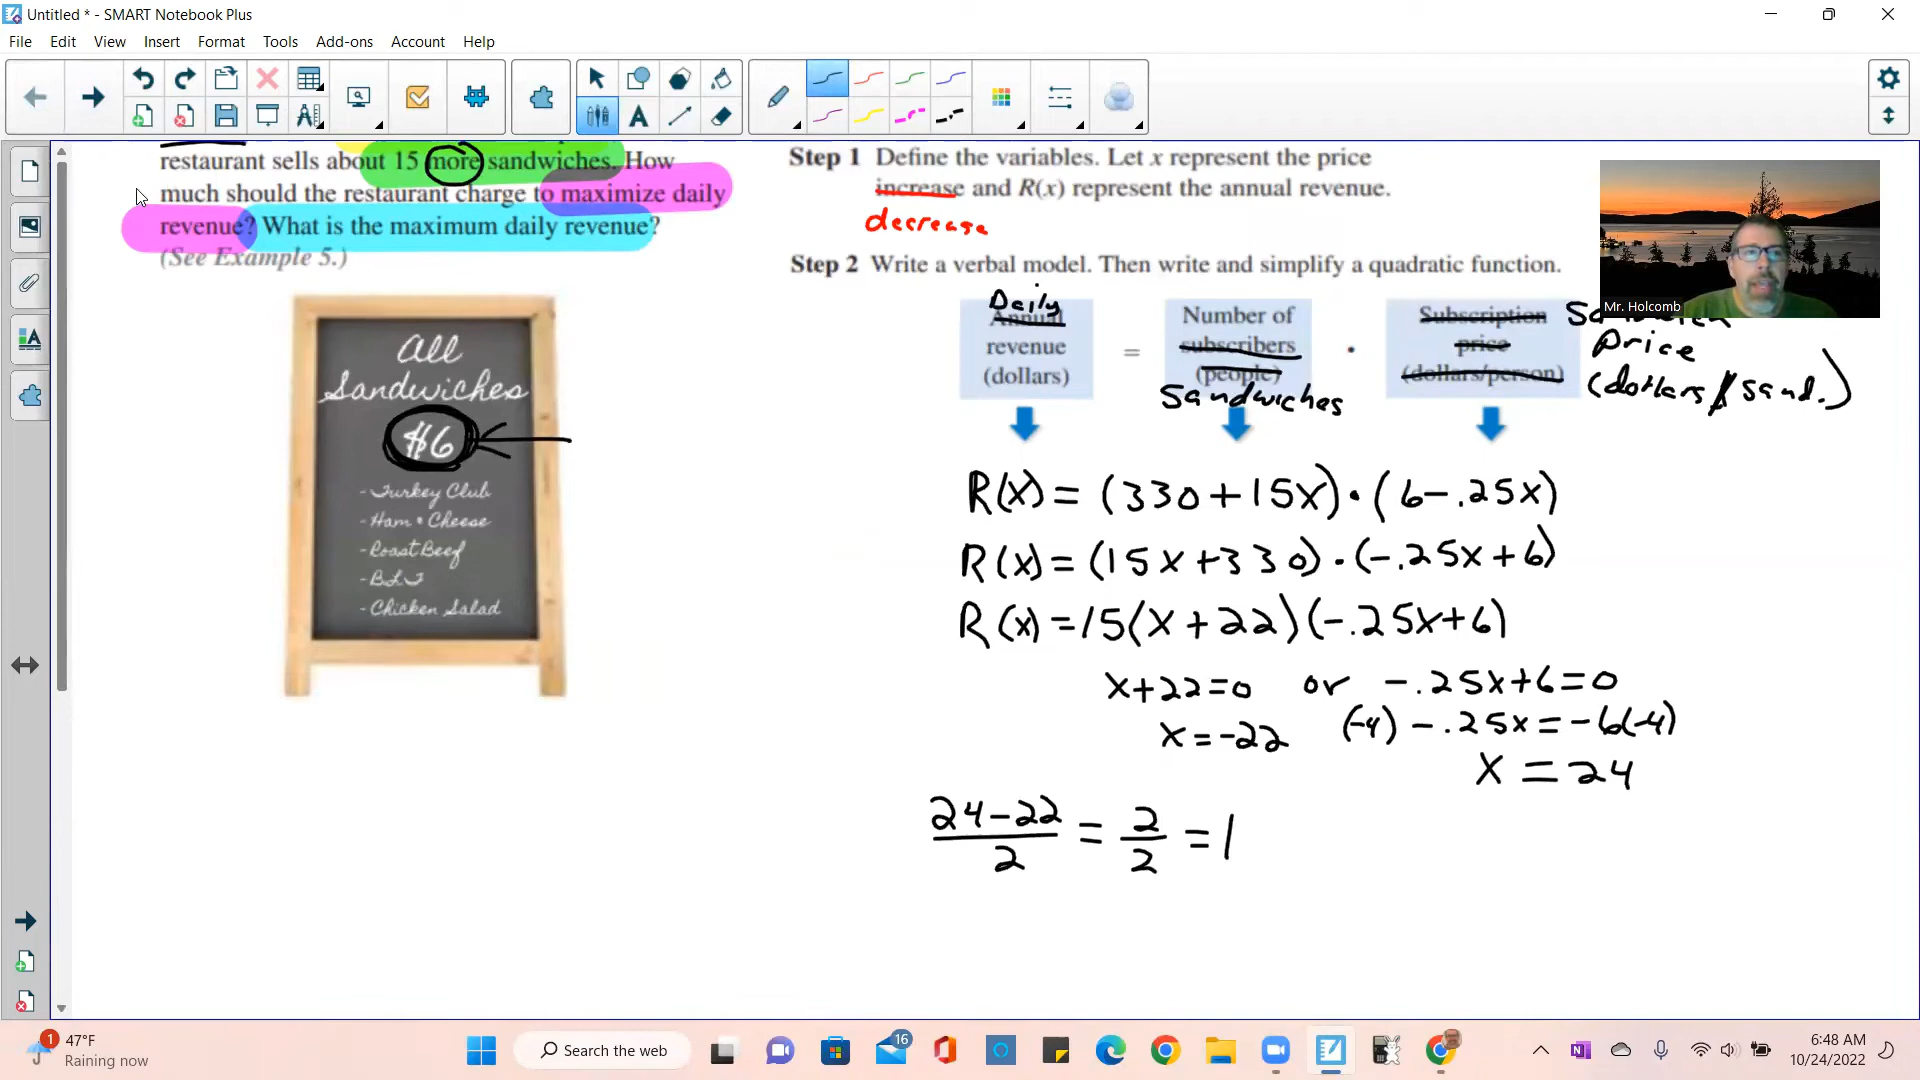 Untitled * - SMART Notebook Plus
File Edit View Insert Format Tools Add-ons Account Help
restaurant sells about 15 more sandwiches. How
much should the restaurant charge to maximize daily
revenue? What is the maximum daily revenue?
(See Example 5.)
All
Sandwiches
$6
- Turkey Club
- Ham • Cheese
- Roast Beef
- BLT
- Chicken Salad
Step 1 Define the variables. Let x represent the price
increase and R(x) represent the annual revenue.
decrease
Step 2 Write a verbal model. Then write and simplify a quadratic function.
Daily
Annual
revenue
(dollars)
=
Number of
subscribers
(people)
Sandwiches
•
Subscription
price
(dollars/person)
Price
(dollars/sand.)
R(x) = (330+15x)•(6-.25x)
R(x) = (15x+330)•(-.25x+6)
R(x) = 15(x+22)(-.25x+6)
x+22=0 or -.25x+6=0
x=-22 (-4) -.25x=-6(-4)
x=24
24-22/2 = 2/2 = 1
Mr. Holcomb
1
47°F
Raining now
Search the web
16
6:48 AM
10/24/2022